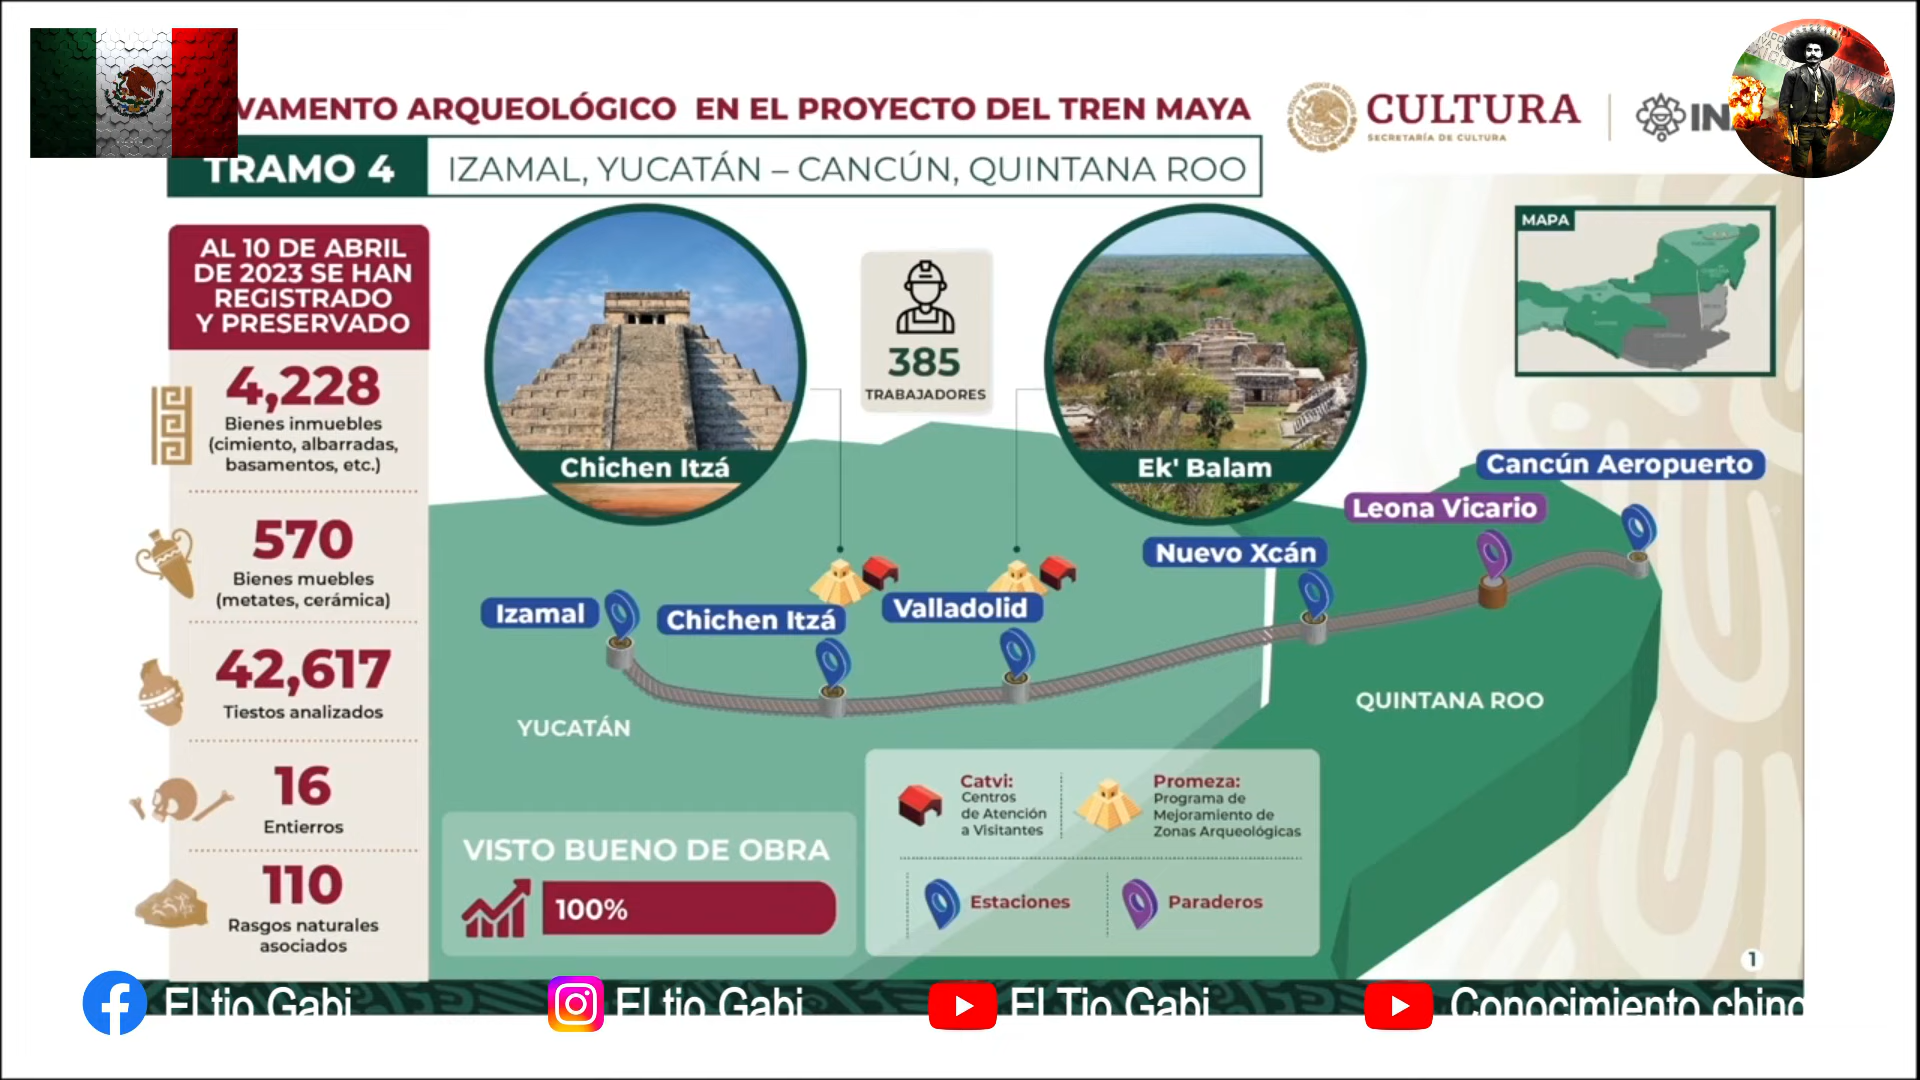 ARQUEOLÓGICO EN EL PROYECTO DEL TREN MAYA
CULTURA
SECRETARÍA DE CULTURA
TRAMO 4
IZAMAL, YUCATÁN – CANCÚN, QUINTANA ROO
AL 10 DE ABRIL
DE 2023 SE HAN
REGISTRADO
Y PRESERVADO
4,228
Bienes inmuebles
(cimiento, albarradas,
basamentos, etc.)
570
Bienes muebles
(metates, cerámica)
42,617
Tiestos analizados
16
Entierros
110
Rasgos naturales
asociados
Chichen Itzá
385
TRABAJADORES
Ek' Balam
MAPA
Cancún Aeropuerto
Leona Vicario
Nuevo Xcán
Izamal
Chichen Itzá
Valladolid
YUCATÁN
QUINTANA ROO
VISTO BUENO DE OBRA
100%
Catvi:
Centros
de Atención
a Visitantes
Promeza:
Programa de
Mejoramiento de
Zonas Arqueológicas
Estaciones
Paraderos
1
El tio Gabi
El tio Gabi
El Tio Gabi
Conocimiento